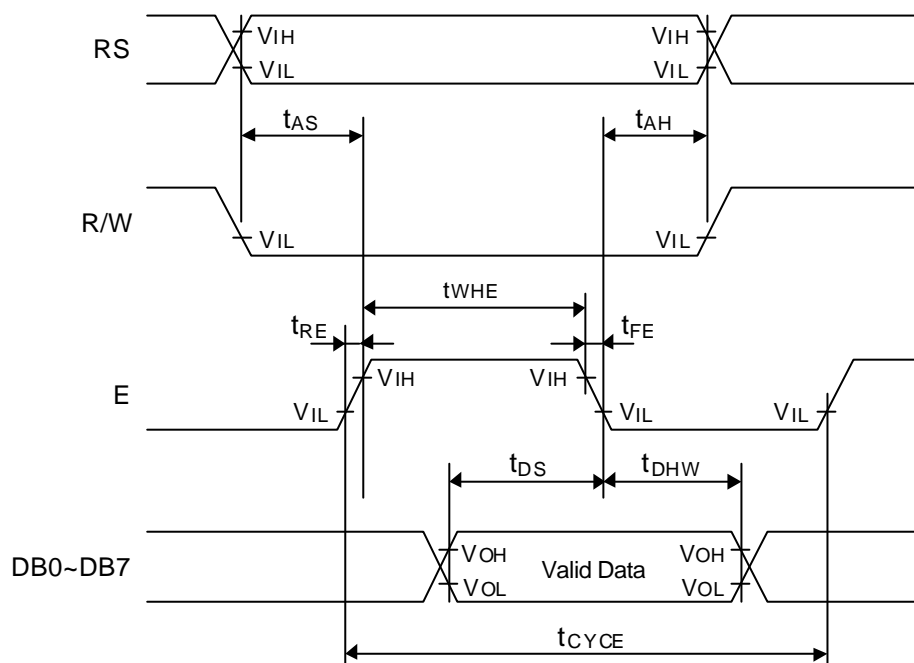 RS
VIH
VIH
VIL
VIL
tAS
tAH
R/W
VIL
VIL
tWHE
tRE
tFE
E
VIH
VIH
VIL
VIL
VIL
tDS
tDHW
DB0~DB7
VOH
VOH
Valid Data
VOL
VOL
tCYCE